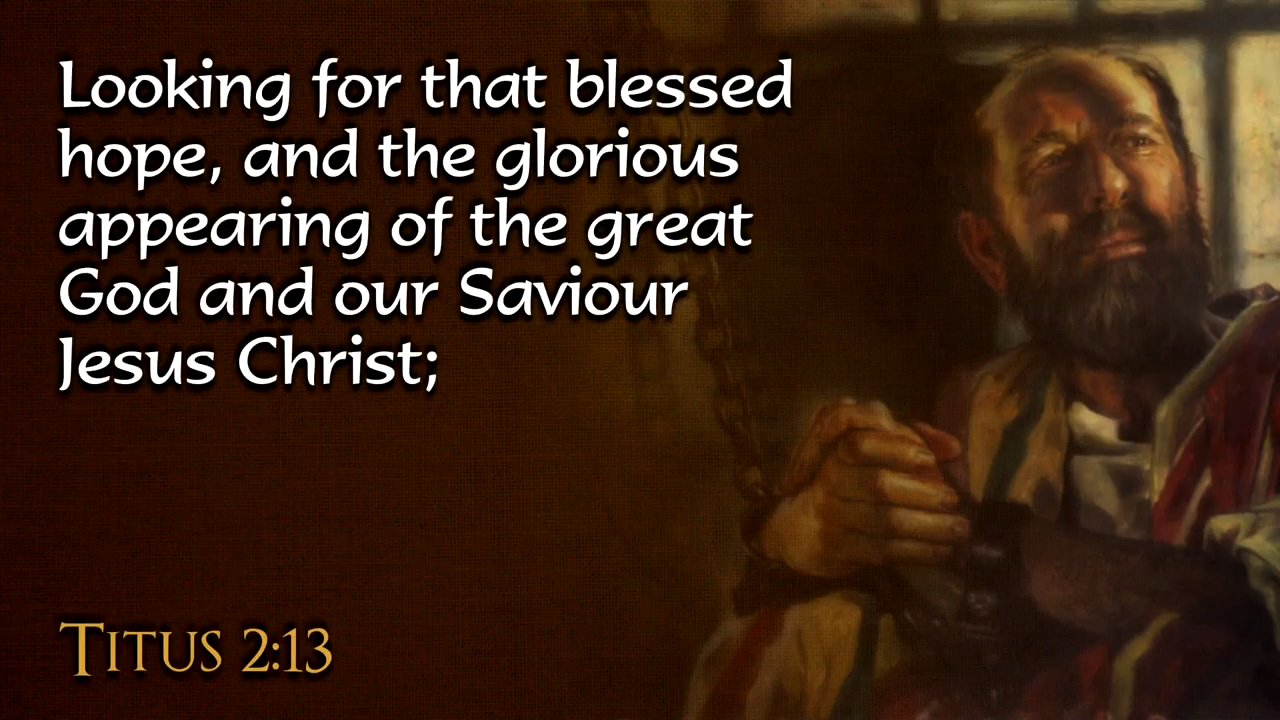 Looking for that blessed
hope, and the glorious
appearing of the great
God and our Saviour
Jesus Christ;
TITUS 2:13